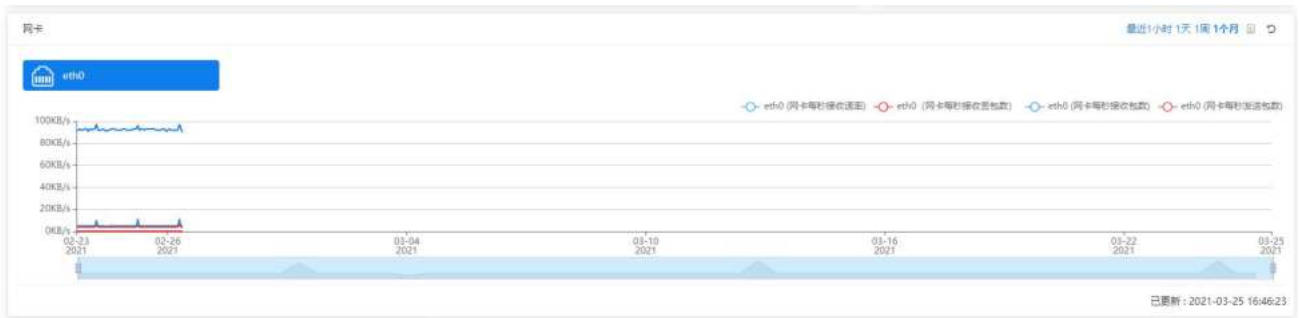 网卡
最近1小时 1天 1周 1个月
eth0
eth0 (网卡每秒接收速率) eth0 (网卡每秒接收丢包数) eth0 (网卡每秒接收包数) eth0 (网卡每秒发送包数)
100KB/s
80KB/s
60KB/s
40KB/s
20KB/s
0KB/s
02-23 02-26 03-04 03-10 03-16 03-22 03-25
2021 2021 2021 2021 2021 2021 2021
已更新 : 2021-03-25 16:46:23